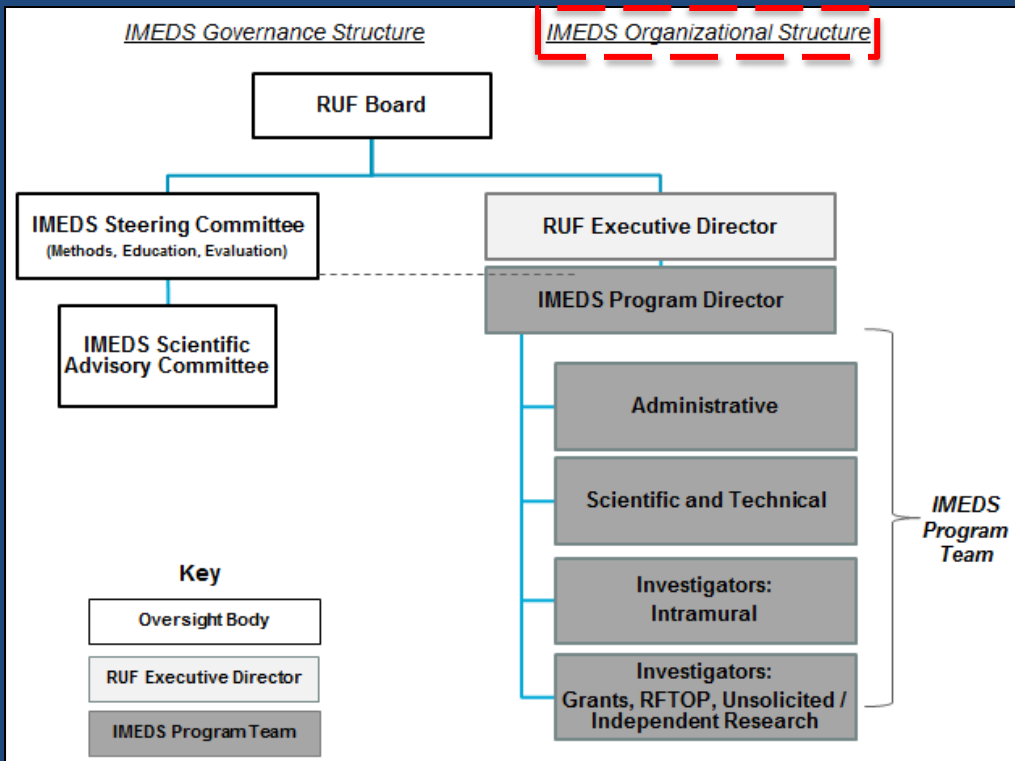 IMEDS Governance Structure
IMEDS Organizational Structure
RUF Board
IMEDS Steering Committee
(Methods, Education, Evaluation)
RUF Executive Director
IMEDS Program Director
IMEDS Scientific
Advisory Committee
Administrative
Scientific and Technical
IMEDS
Program
Team
Investigators:
Intramural
Investigators:
Grants, RFTOP, Unsolicited /
Independent Research
Key
Oversight Body
RUF Executive Director
IMEDS Program Team